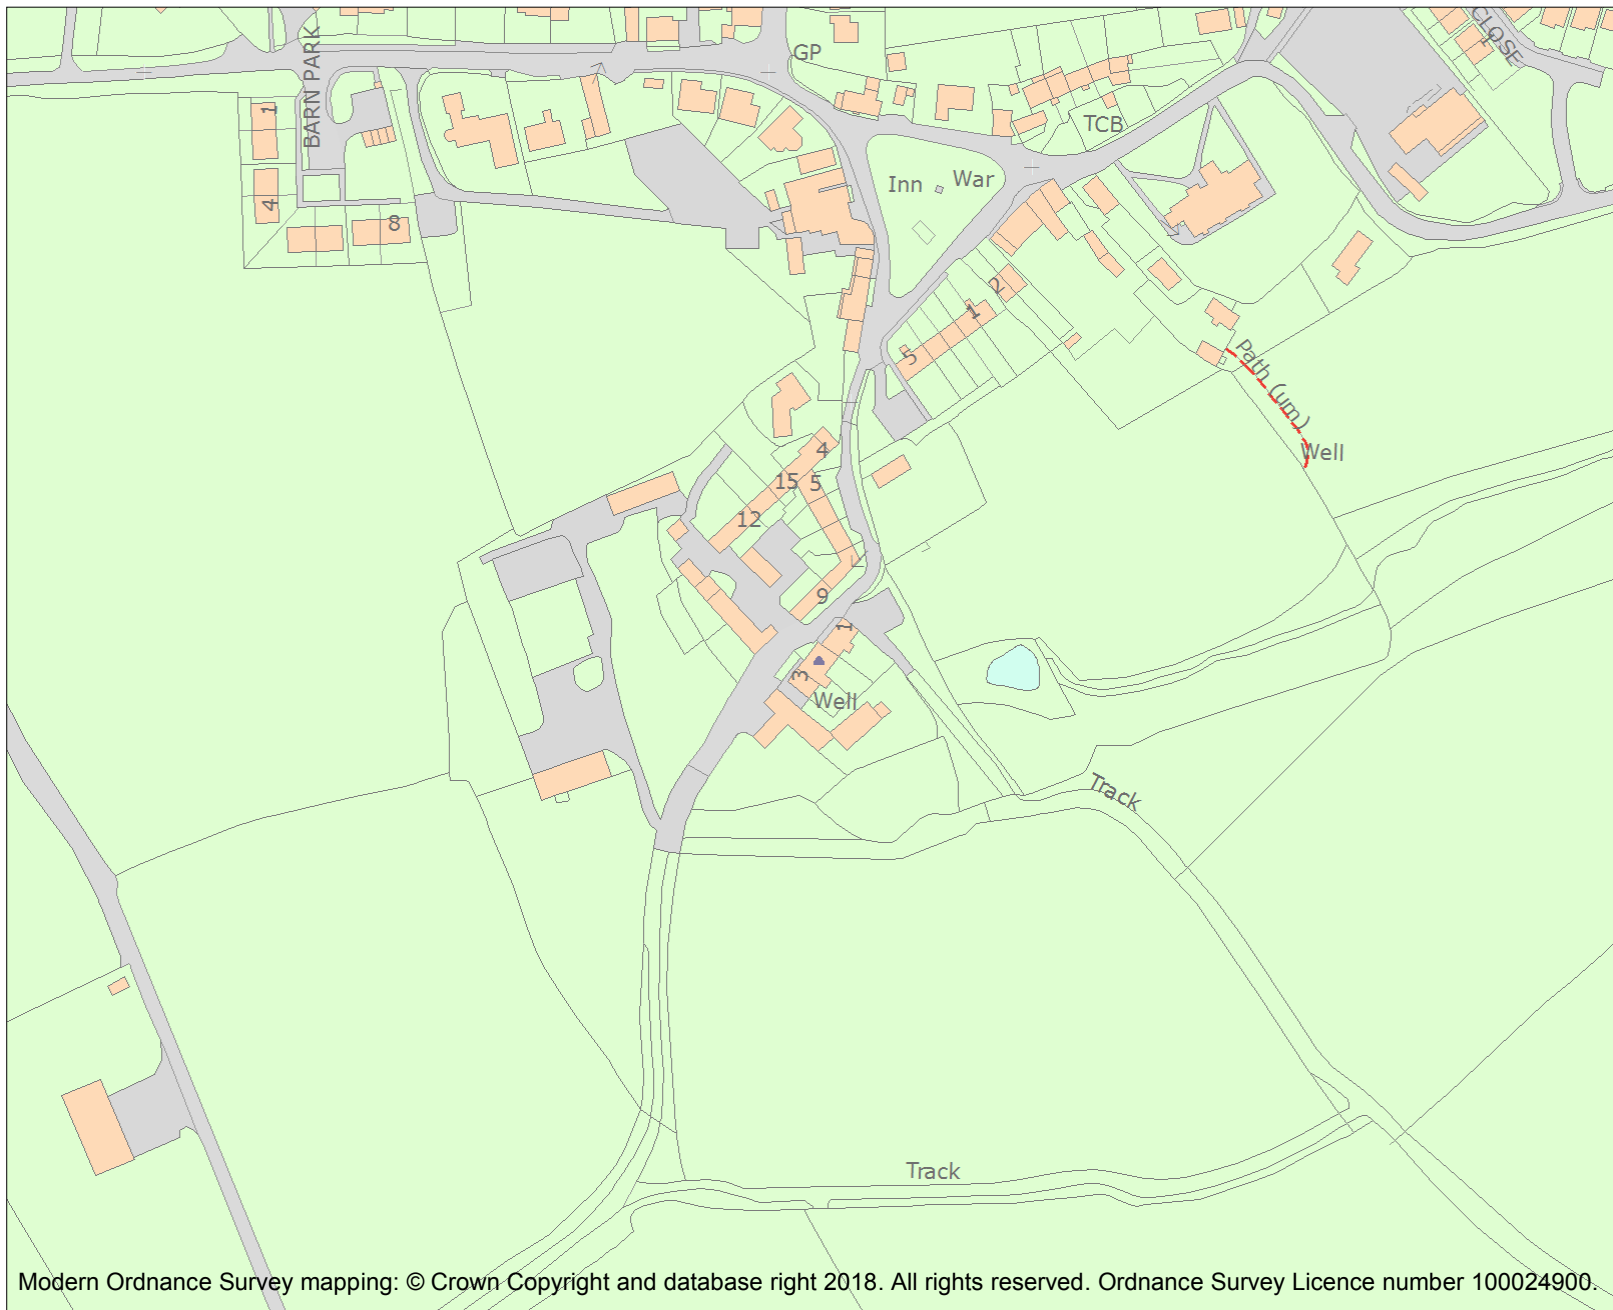 BARN PARK
GP
CLOSE
1
1
TCB
4
8
Inn
War
2
1
5
Path (um)
Well
4
15
5
12
9
1
3
Well
Track
Track
Modern Ordnance Survey mapping: © Crown Copyright and database right 2018. All rights reserved. Ordnance Survey Licence number 100024900.